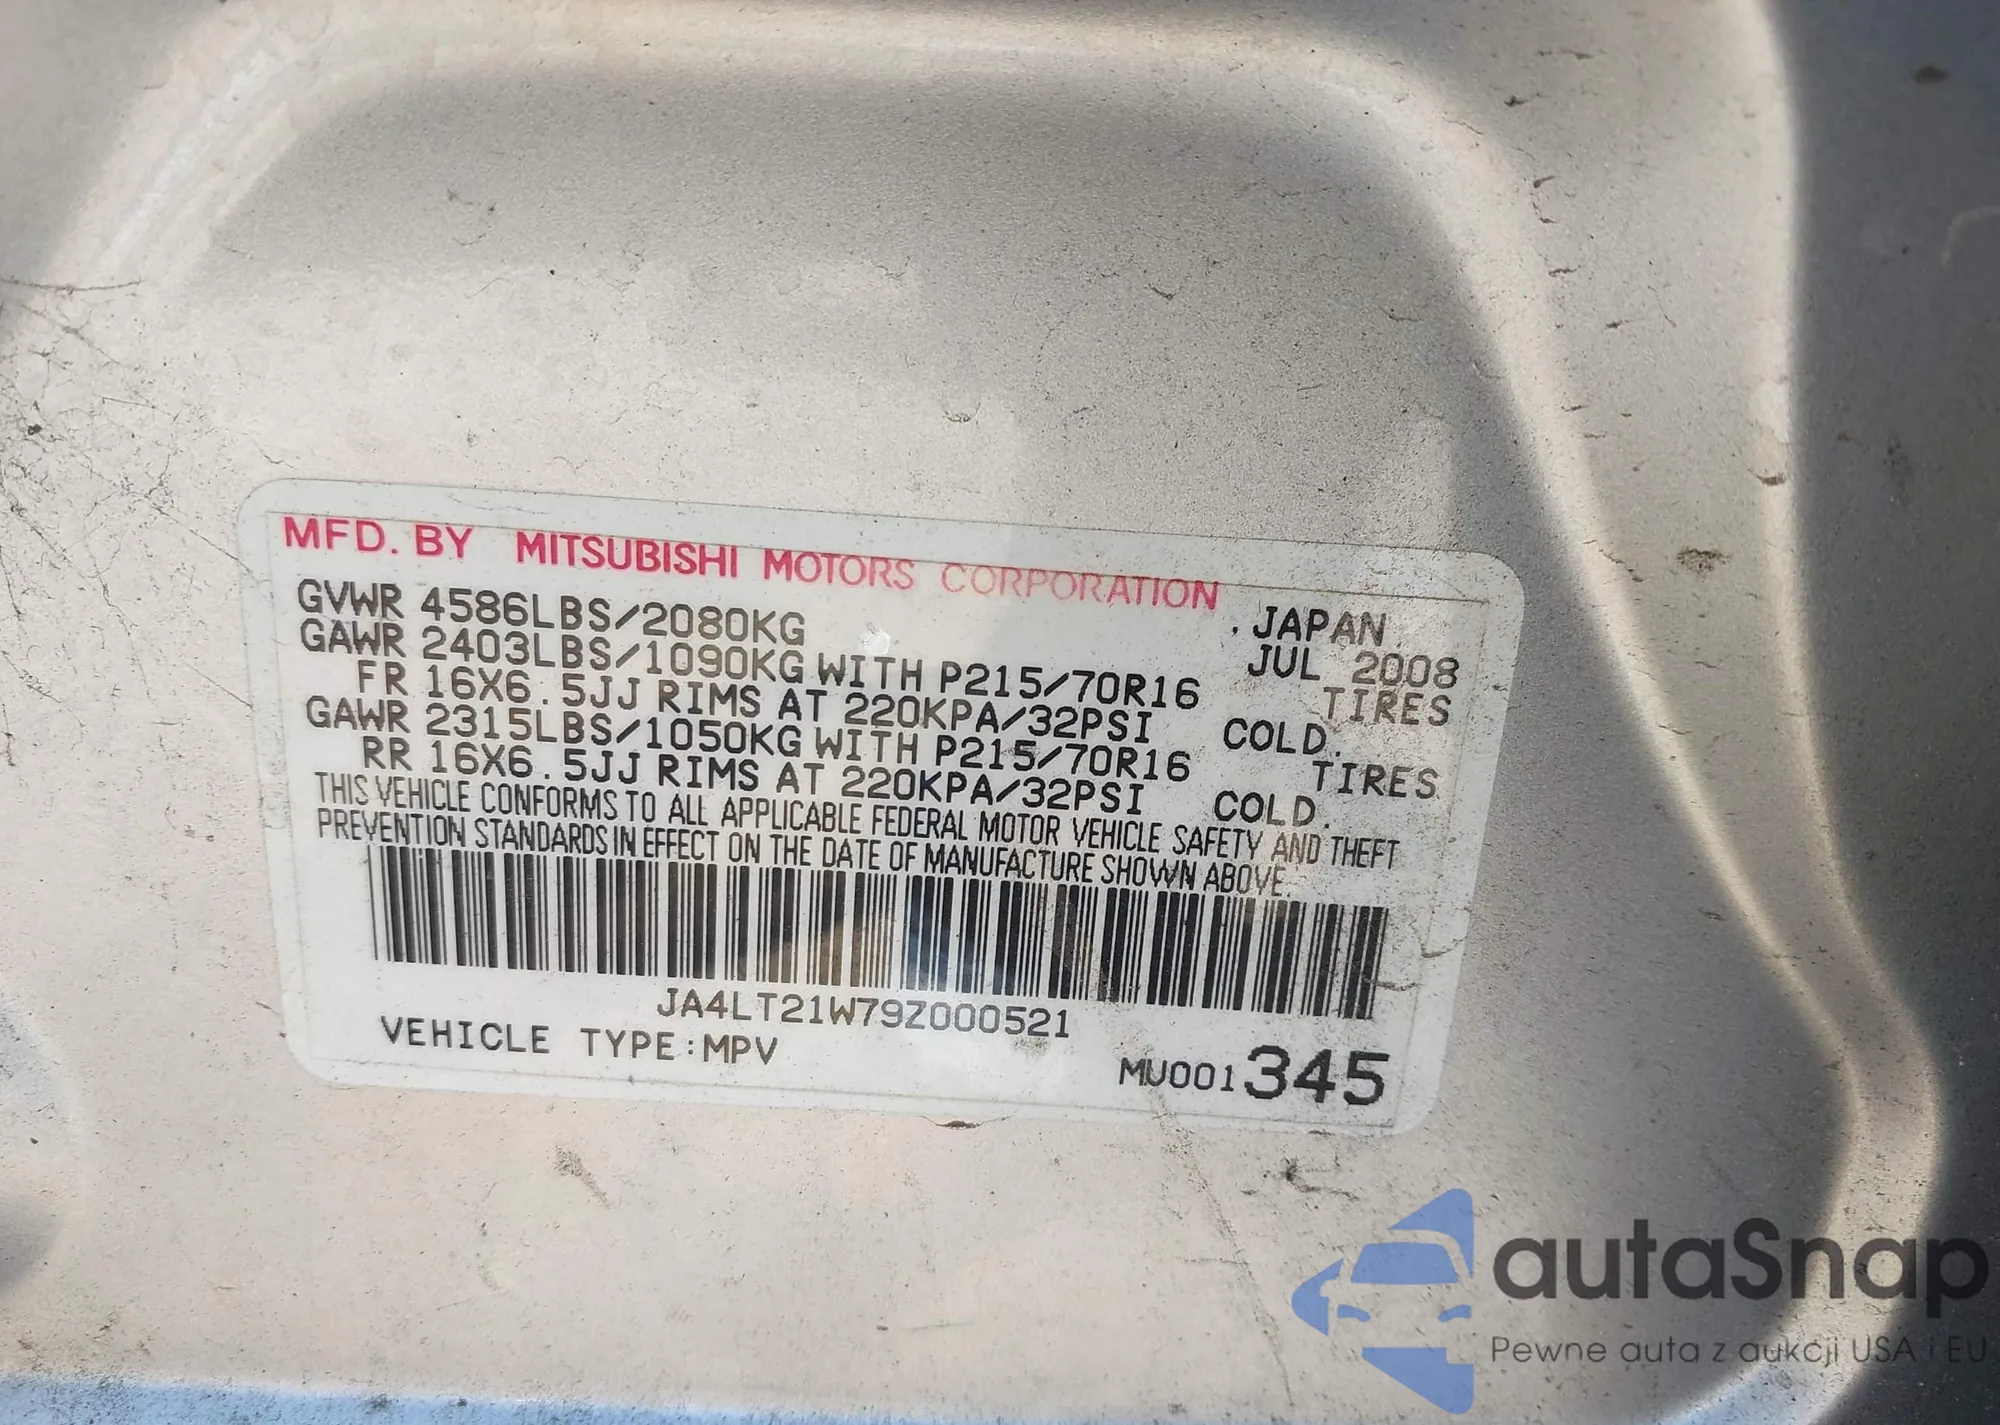 MFD. BY MITSUBISHI MOTORS CORPORATION
GVWR 4586LBS/2080KG . JAPAN
GAWR 2403LBS/1090KG WITH P215/70R16 JUL 2008
FR 16X6.5JJ RIMS AT 220KPA/32PSI TIRES
GAWR 2315LBS/1050KG WITH P215/70R16 COLD.
RR 16X6.5JJ RIMS AT 220KPA/32PSI TIRES
COLD.
THIS VEHICLE CONFORMS TO ALL APPLICABLE FEDERAL MOTOR VEHICLE SAFETY AND THEFT
PREVENTION STANDARDS IN EFFECT ON THE DATE OF MANUFACTURE SHOWN ABOVE.
JA4LT21W79Z000521
VEHICLE TYPE:MPV
MU001345
autaSnap
Pewne auta z aukcji USA i EU